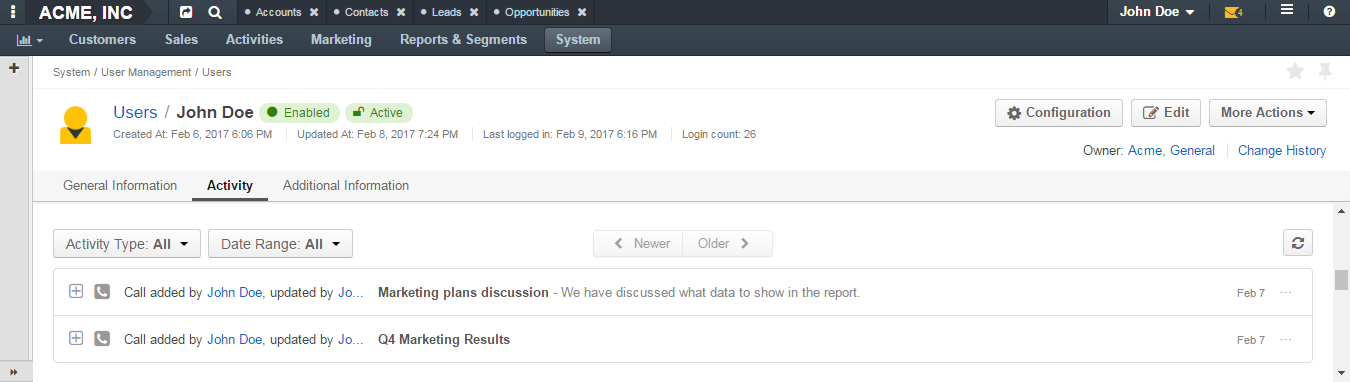 ACME, INC
Accounts ✖ Contacts ✖ Leads ✖ Opportunities ✖
John Doe
4
Customers Sales Activities Marketing Reports & Segments System
System / User Management / Users
Users / John Doe Enabled Active
Configuration Edit More Actions
Created At: Feb 6, 2017 6:06 PM Updated At: Feb 8, 2017 7:24 PM Last logged in: Feb 9, 2017 6:16 PM Login count: 26
Owner: Acme, General Change History
General Information Activity Additional Information
Activity Type: All Date Range: All Newer Older
Call added by John Doe, updated by Jo... Marketing plans discussion - We have discussed what data to show in the report. Feb 7 ...
Call added by John Doe, updated by Jo... Q4 Marketing Results Feb 7 ...